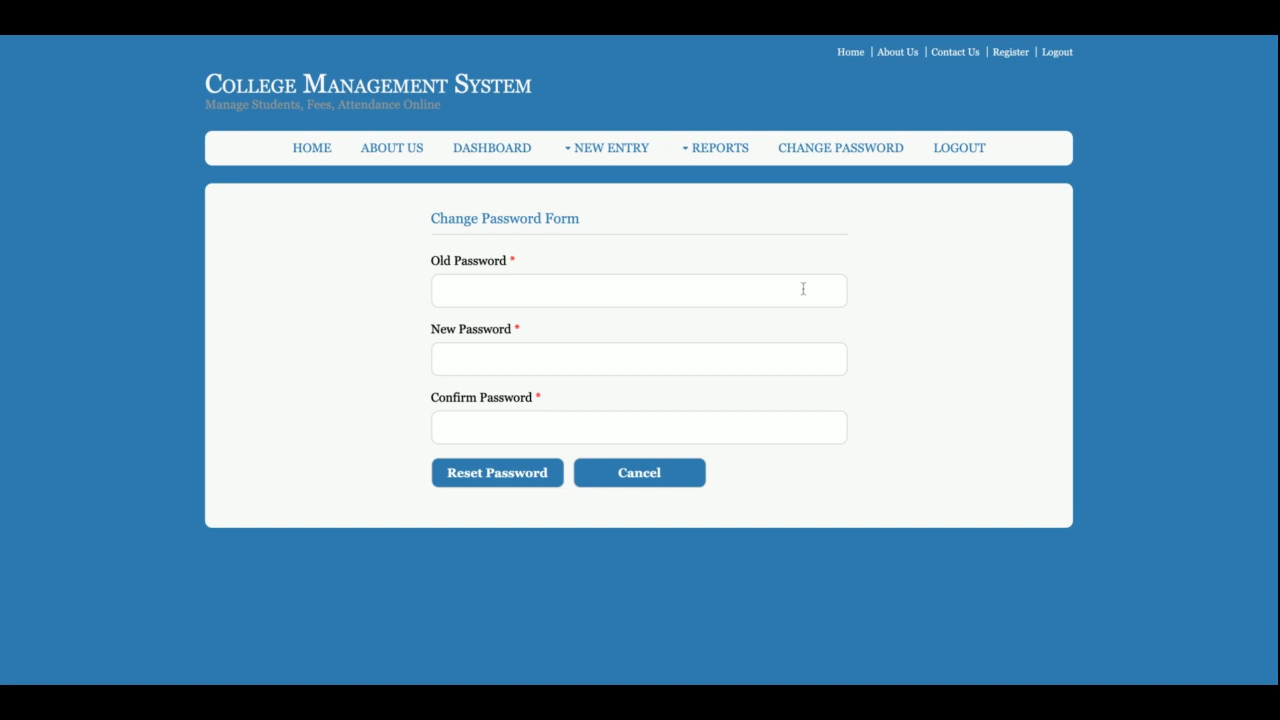 Home | About Us | Contact Us | Register | Logout
College Management System
Manage Students, Fees, Attendance Online
HOME ABOUT US DASHBOARD NEW ENTRY REPORTS CHANGE PASSWORD LOGOUT
Change Password Form
Old Password *
New Password *
Confirm Password *
Reset Password Cancel